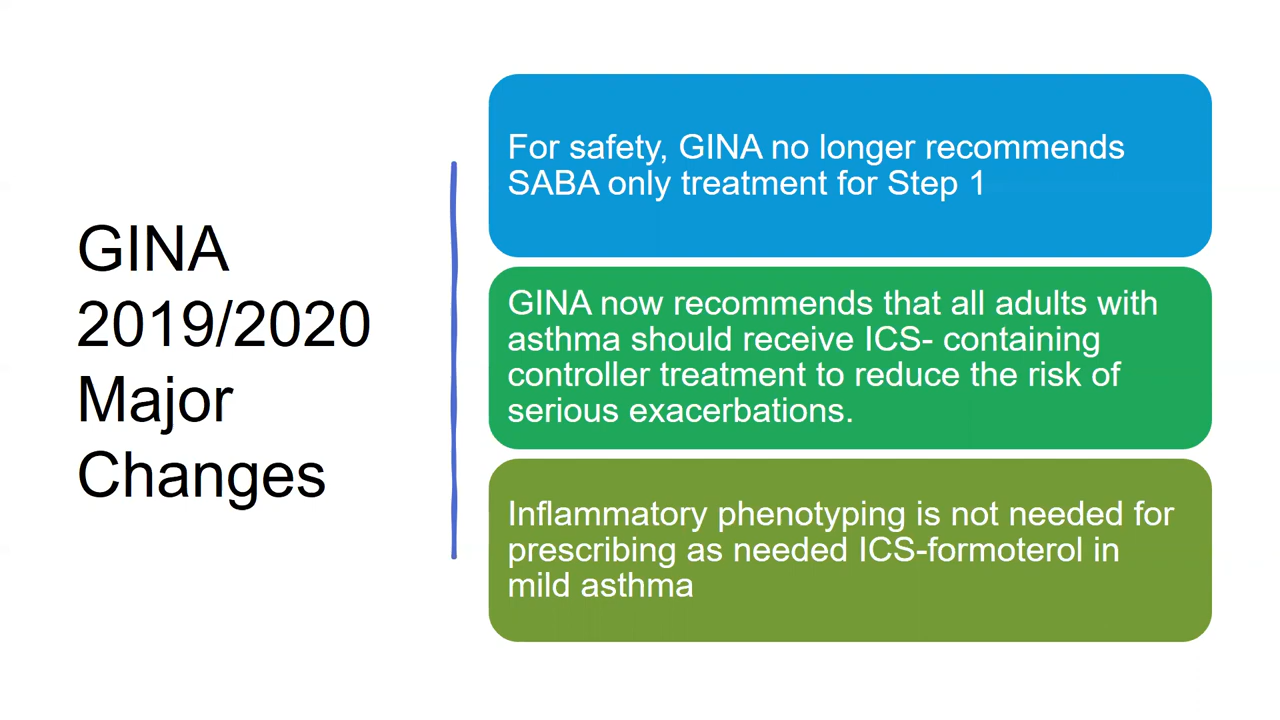 GINA
2019/2020
Major
Changes
For safety, GINA no longer recommends
SABA only treatment for Step 1
GINA now recommends that all adults with
asthma should receive ICS- containing
controller treatment to reduce the risk of
serious exacerbations.
Inflammatory phenotyping is not needed for
prescribing as needed ICS-formoterol in
mild asthma